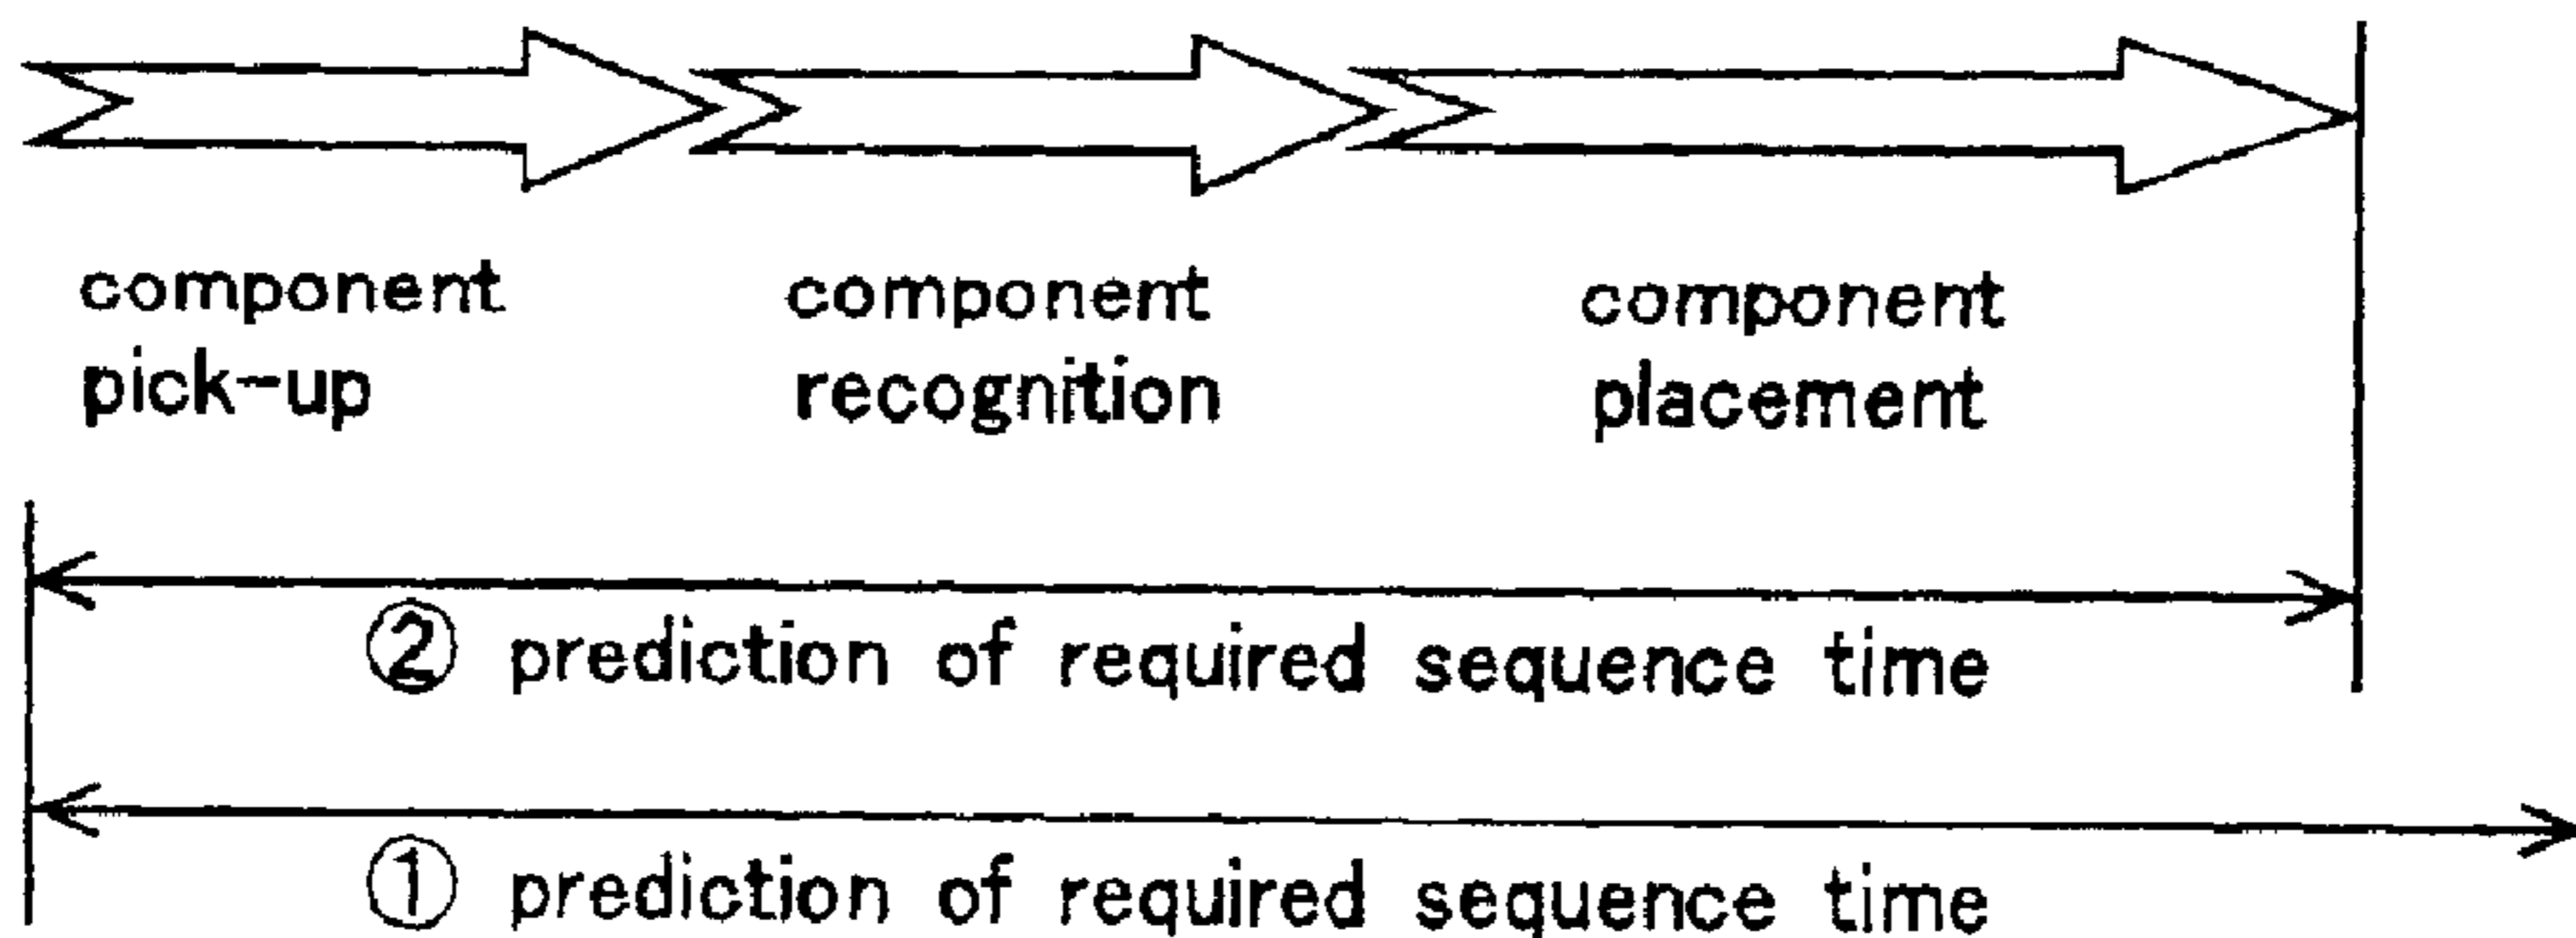 component
pick-up
component
recognition
component
placement
② prediction of required sequence time
① prediction of required sequence time